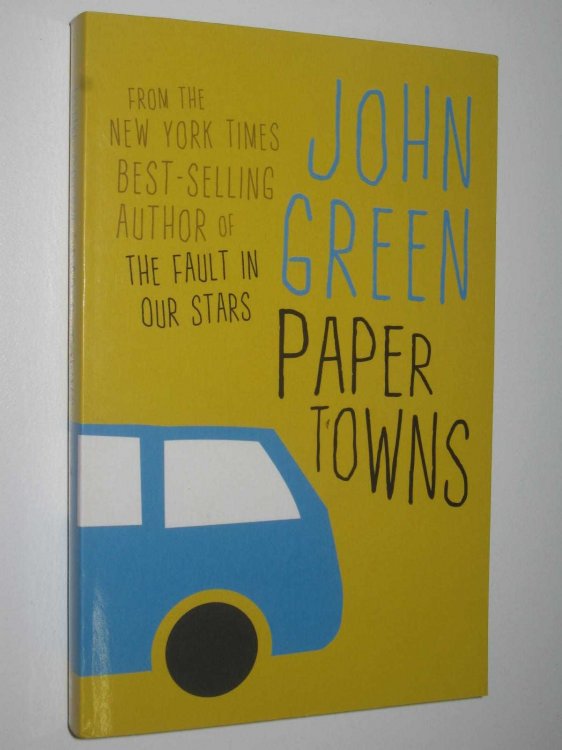 FROM THE
NEW YORK TIMES
BEST-SELLING
AUTHOR OF
THE FAULT IN
OUR STARS
JOHN
GREEN
PAPER
TOWNS